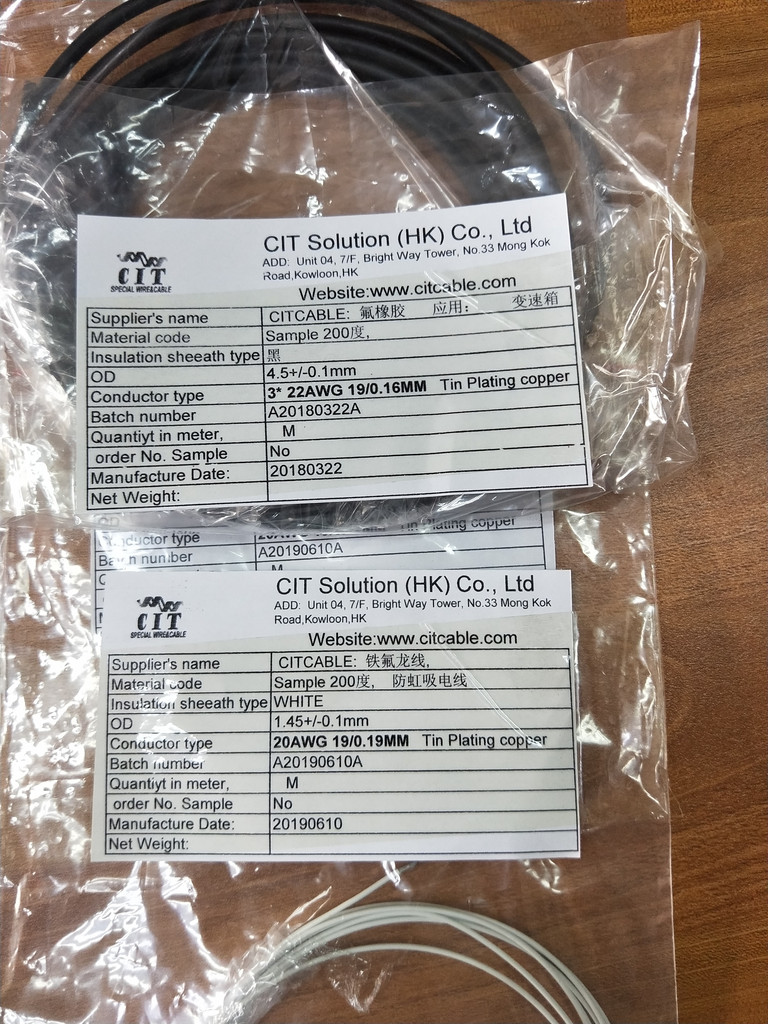 CIT Solution (HK) Co., Ltd
ADD: Unit 04, 7/F, Bright Way Tower, No.33 Mong Kok
Road,Kowloon,HK
CIT
SPECIAL WIRE&CABLE
Website:www.citcable.com
Supplier's name CITCABLE: 氟橡胶 应用: 变速箱
Material code Sample 200度,
Insulation sheeath type 黑
OD 4.5+/-0.1mm
Conductor type 3* 22AWG 19/0.16MM Tin Plating copper
Batch number A20180322A
Quantiyt in meter, M
order No. Sample No
Manufacture Date: 20180322
Net Weight:
OD
Conductor type Tin Plating copper
Batch number A20190610A
M
CIT Solution (HK) Co., Ltd
ADD: Unit 04, 7/F, Bright Way Tower, No.33 Mong Kok
Road,Kowloon,HK
CIT
SPECIAL WIRE&CABLE
Website:www.citcable.com
Supplier's name CITCABLE: 铁氟龙线,
Material code Sample 200度, 防虹吸电线
Insulation sheeath type WHITE
OD 1.45+/-0.1mm
Conductor type 20AWG 19/0.19MM Tin Plating copper
Batch number A20190610A
Quantiyt in meter, M
order No. Sample No
Manufacture Date: 20190610
Net Weight: